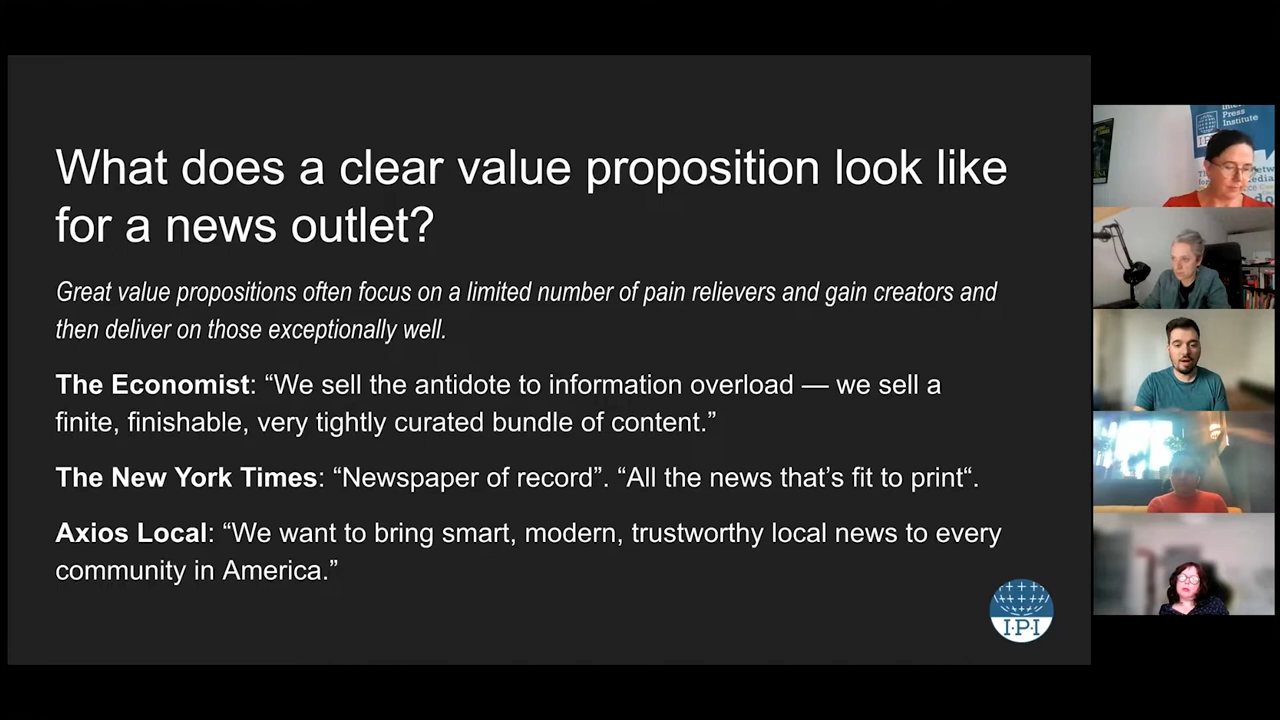 What does a clear value proposition look like
for a news outlet?
Great value propositions often focus on a limited number of pain relievers and gain creators and
then deliver on those exceptionally well.
The Economist: “We sell the antidote to information overload — we sell a
finite, finishable, very tightly curated bundle of content.”
The New York Times: “Newspaper of record”. “All the news that’s fit to print“.
Axios Local: “We want to bring smart, modern, trustworthy local news to every
community in America.”
I·P·I
Press
Institute